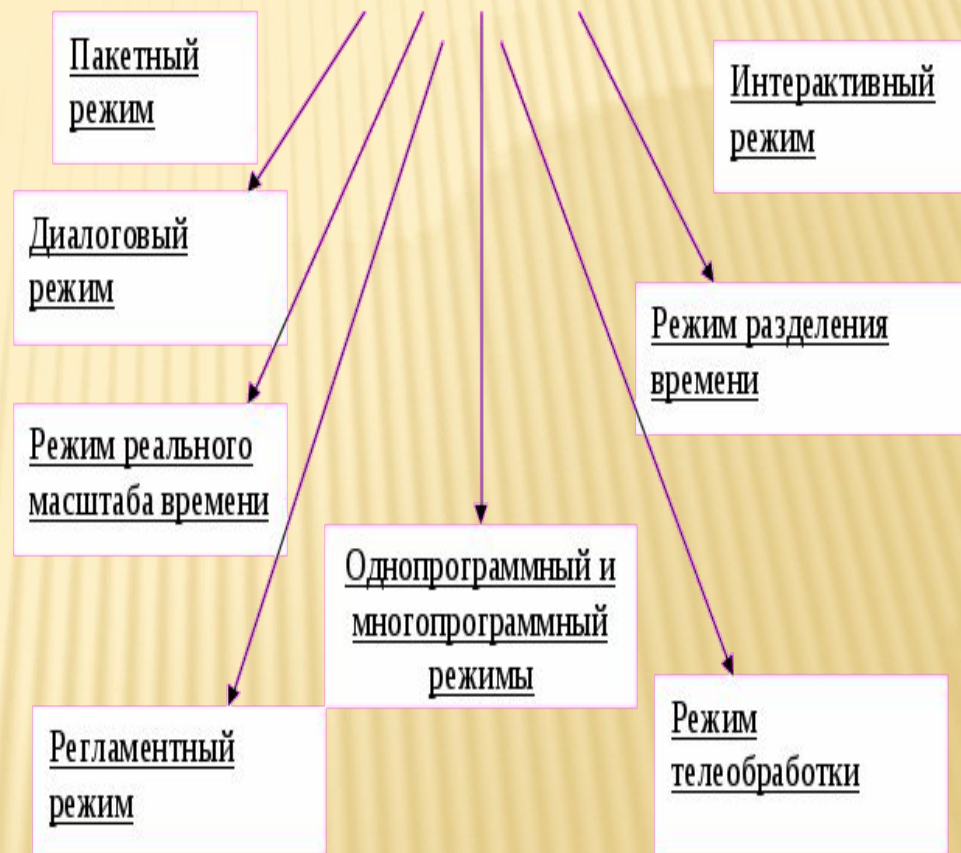 Пакетный
режим
Интерактивный
режим
Диалоговый
режим
Режим разделения
времени
Режим реального
масштаба времени
Однопрограммный и
многопрограммный
режимы
Режим
телеобработки
Регламентный
режим